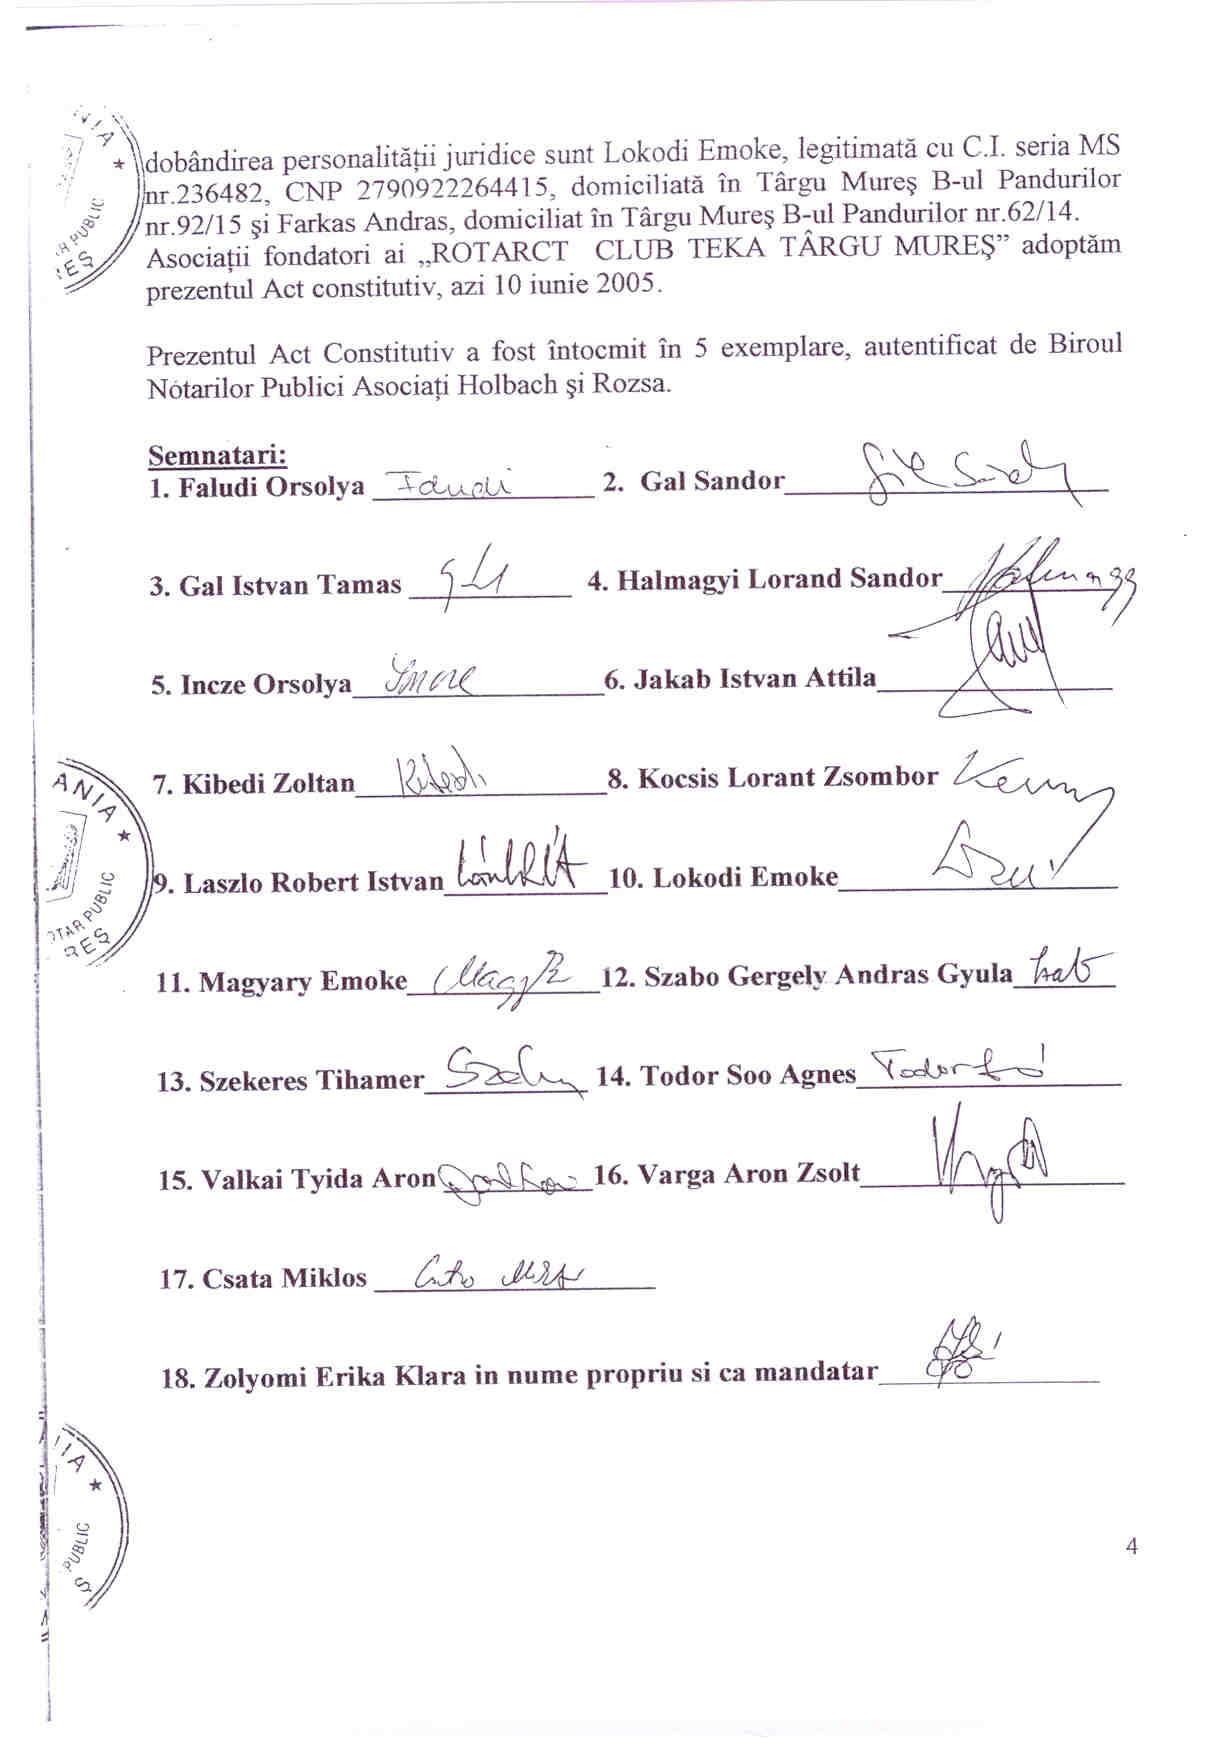 dobândirea personalității juridice sunt Lokodi Emoke, legitimată cu C.I. seria MS
nr.236482, CNP 2790922264415, domiciliată în Târgu Mureş B-ul Pandurilor
nr.92/15 şi Farkas Andras, domiciliat în Târgu Mureş B-ul Pandurilor nr.62/14.
Asociații fondatori ai „ROTARCT CLUB TEKA TÂRGU MUREŞ” adoptăm
prezentul Act constitutiv, azi 10 iunie 2005.
Prezentul Act Constitutiv a fost întocmit în 5 exemplare, autentificat de Biroul
Notarilor Publici Asociați Holbach şi Rozsa.
Semnatari:
1. Faludi Orsolya 2. Gal Sandor
3. Gal Istvan Tamas 4. Halmagyi Lorand Sandor
5. Incze Orsolya 6. Jakab Istvan Attila
7. Kibedi Zoltan 8. Kocsis Lorant Zsombor
9. Laszlo Robert Istvan 10. Lokodi Emoke
11. Magyary Emoke 12. Szabo Gergely Andras Gyula
13. Szekeres Tihamer 14. Todor Soo Agnes
15. Valkai Tyida Aron 16. Varga Aron Zsolt
17. Csata Miklos
18. Zolyomi Erika Klara in nume propriu si ca mandatar
4